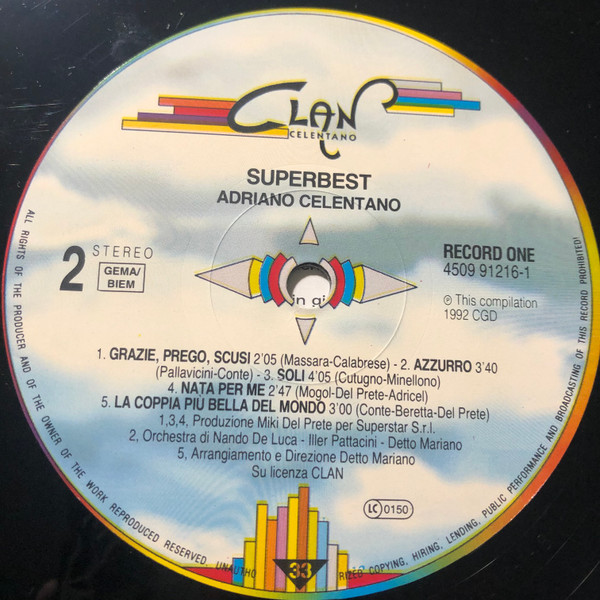 CLAN
CELENTANO
SUPERBEST
ADRIANO CELENTANO
2
STEREO
GEMA/
BIEM
RECORD ONE
4509 91216-1
℗ This compilation
1992 CGD
1. GRAZIE, PREGO, SCUSI 2'05 (Massara-Calabrese) - 2. AZZURRO 3'40
(Pallavicini-Conte) - 3. SOLI 4'05 (Cutugno-Minellono)
4. NATA PER ME 2'47 (Mogol-Del Prete-Adricel)
5. LA COPPIA PIÙ BELLA DEL MONDO 3'00 (Conte-Beretta-Del Prete)
1,3,4, Produzione Miki Del Prete per Superstar S.r.l.
2, Orchestra di Nando De Luca - Iller Pattacini - Detto Mariano
5, Arrangiamento e Direzione Detto Mariano
Su licenza CLAN
LC 0150
33
ALL RIGHTS OF THE PRODUCER AND OF THE OWNER OF THE WORK REPRODUCED RESERVED. UNAUTHO RIZED COPYING, HIRING, LENDING, PUBLIC PERFORMANCE AND BROADCASTING OF THIS RECORD PROHIBITED!